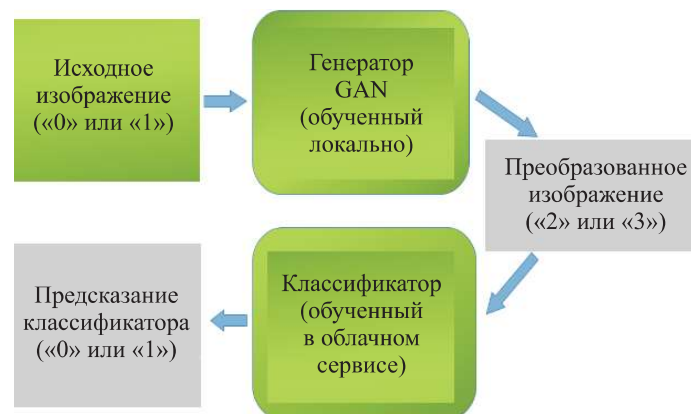 Исходное
изображение
(«0» или «1»)
Генератор
GAN
(обученный
локально)
Преобразованное
изображение
(«2» или «3»)
Классификатор
(обученный
в облачном
сервисе)
Предсказание
классификатора
(«0» или «1»)